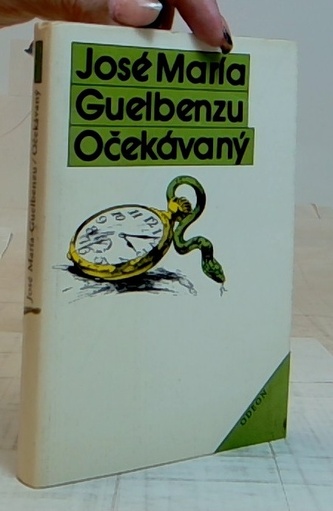 José María
Guelbenzu
Očekávaný
José María Guelbenzu/Očekávaný
ODEON